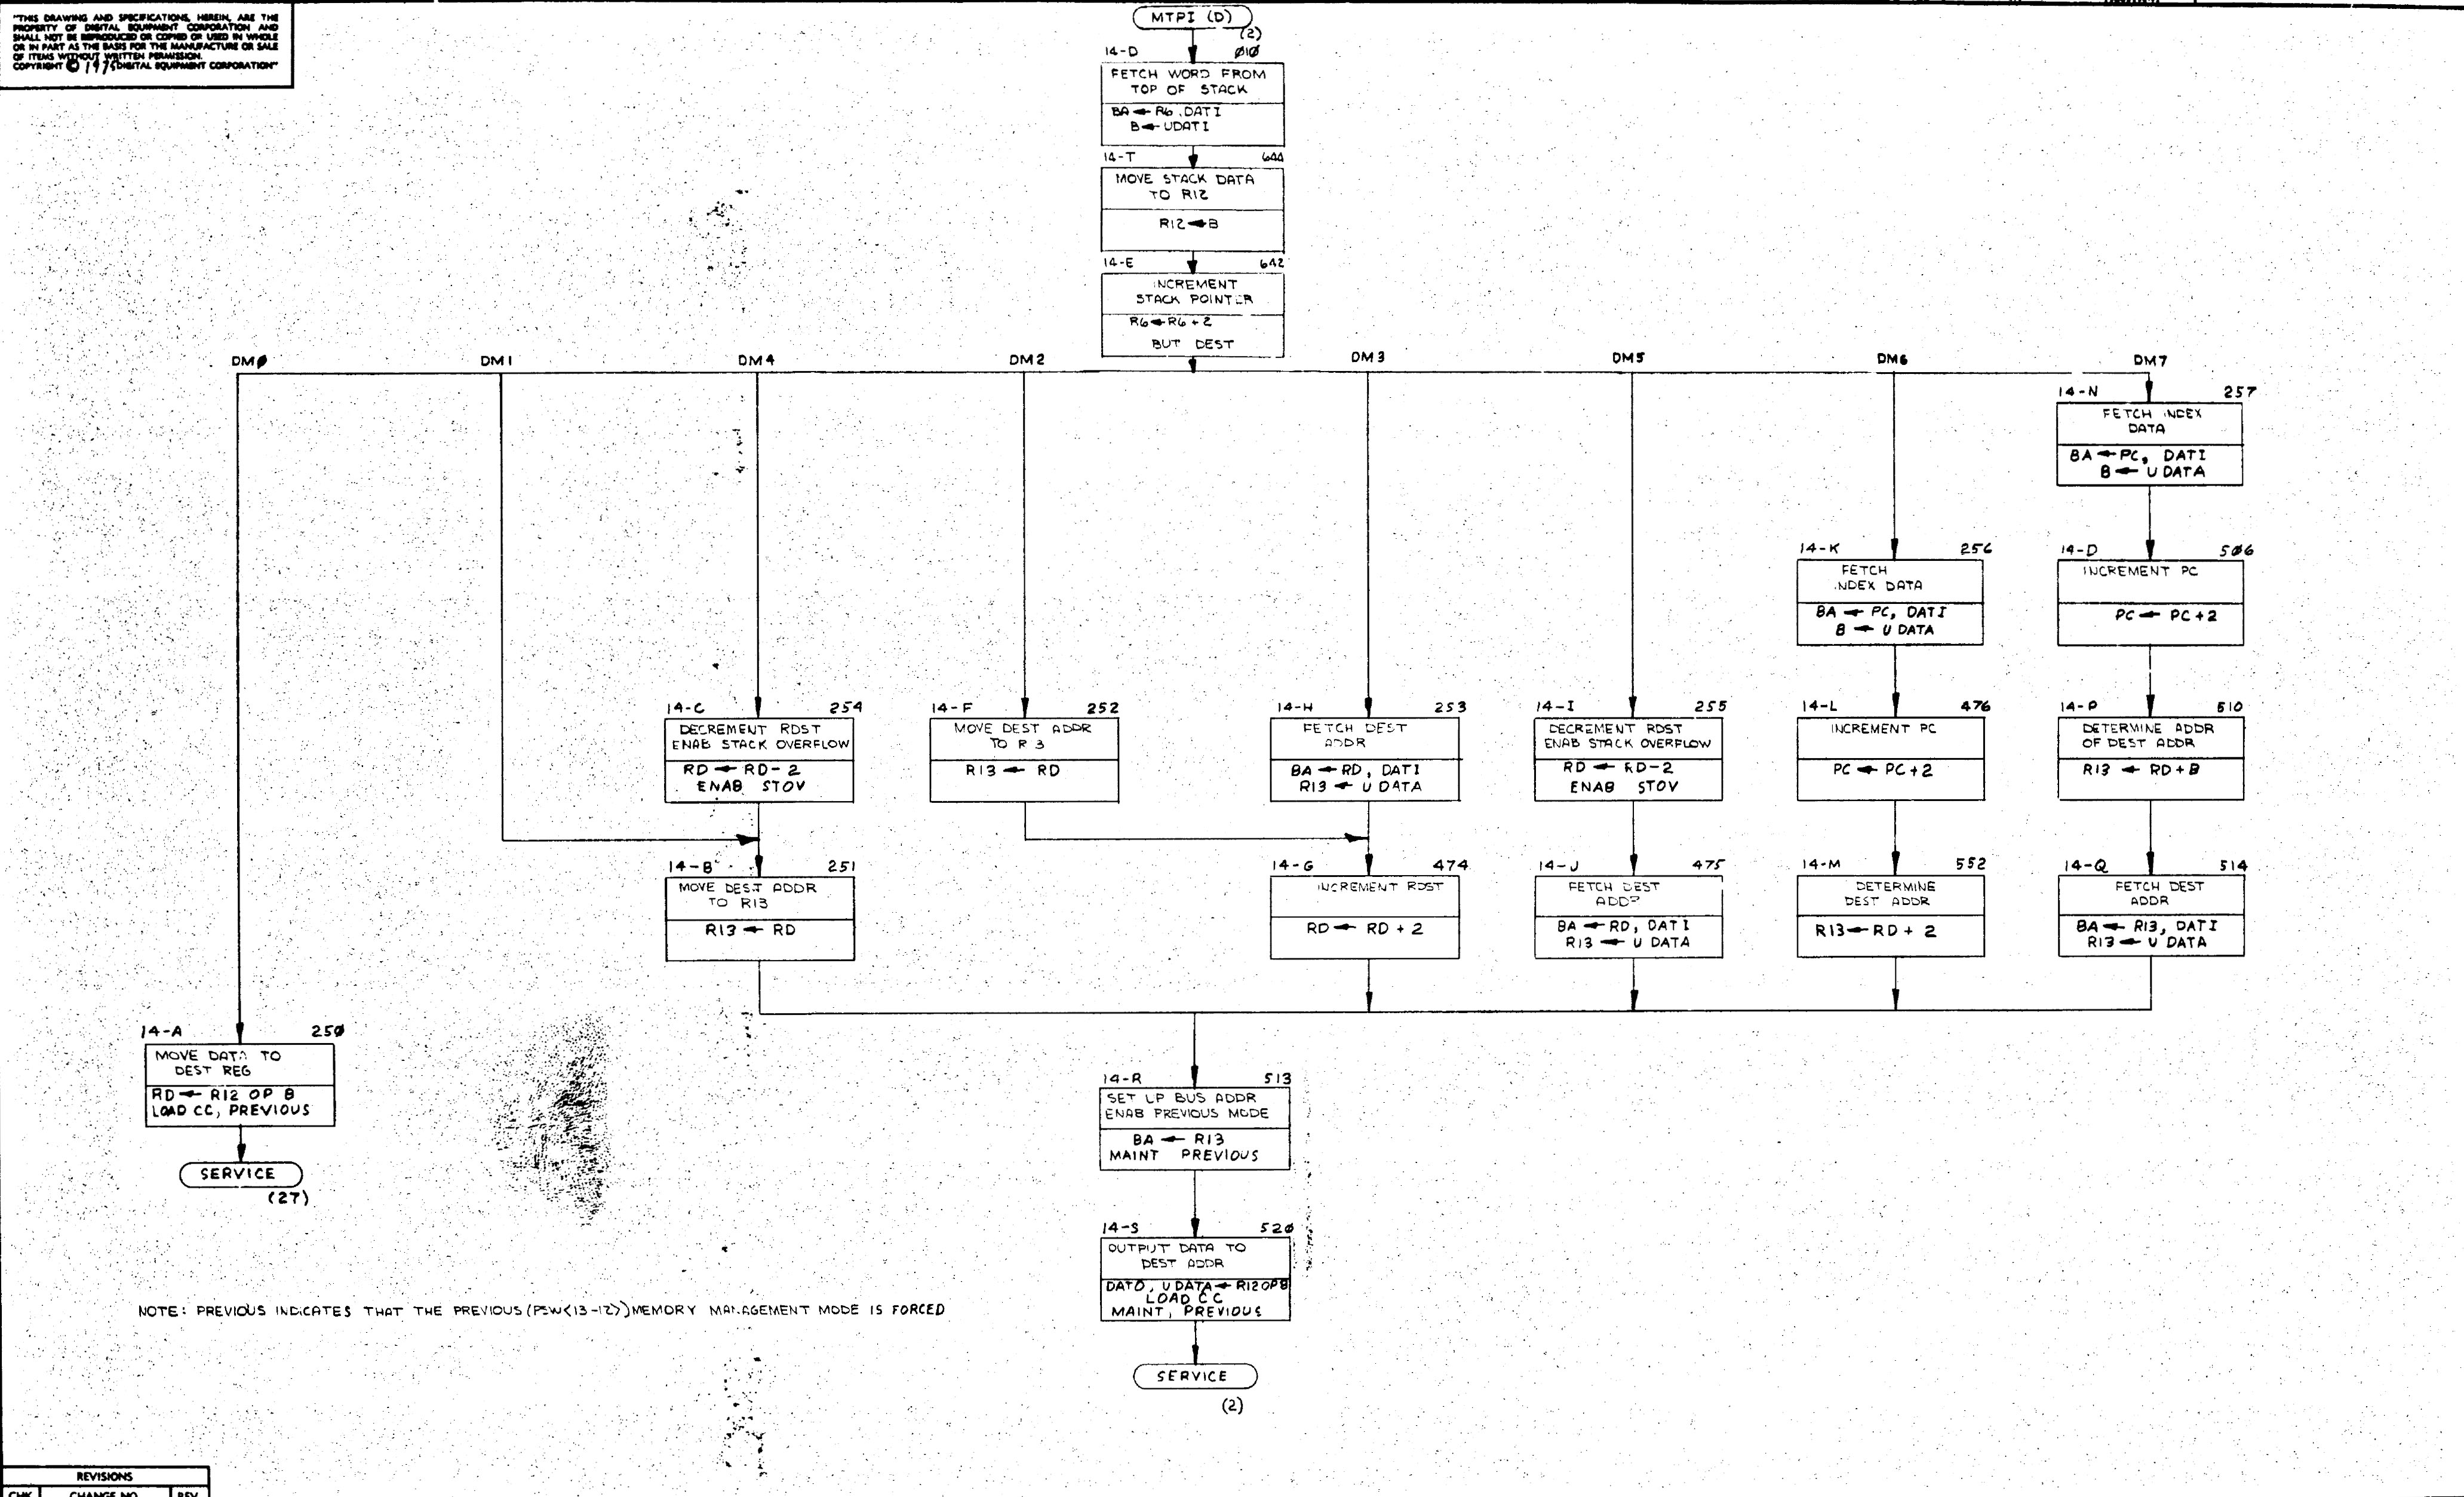 "THIS DRAWING AND SPECIFICATIONS, HEREIN, ARE THE
PROPERTY OF DIGITAL EQUIPMENT CORPORATION AND
SHALL NOT BE REPRODUCED OR COPIED OR USED IN WHOLE
OR IN PART AS THE BASIS FOR THE MANUFACTURE OR SALE
OF ITEMS WITHOUT WRITTEN PERMISSION.
COPYRIGHT © 1975 DIGITAL EQUIPMENT CORPORATION"
MTPI (D)
(2)
14-D 010
FETCH WORD FROM
TOP OF STACK
BA ← R6, DATI
B ← UDATI
14-T 644
MOVE STACK DATA
TO R12
R12 ← B
14-E 642
INCREMENT
STACK POINTER
R6 ← R6 + 2
BUT DEST
DMØ DM1 DM4 DM2 DM3 DM5 DM6 DM7
14-N 257
FETCH INDEX
DATA
BA ← PC, DATI
B ← U DATA
14-K 256
FETCH
INDEX DATA
BA ← PC, DATI
B ← U DATA
14-D 5Ø6
INCREMENT PC
PC ← PC+2
14-C 254
DECREMENT RDST
ENAB STACK OVERFLOW
RD ← RD-2
ENAB STOV
14-F 252
MOVE DEST ADDR
TO R 3
R13 ← RD
14-H 253
FETCH DEST
ADDR
BA ← RD, DATI
R13 ← U DATA
14-I 255
DECREMENT RDST
ENAB STACK OVERFLOW
RD ← RD-2
ENAB STOV
14-L 476
INCREMENT PC
PC ← PC+2
14-P 510
DETERMINE ADDR
OF DEST ADDR
R13 ← RD+B
14-B 251
MOVE DEST ADDR
TO R13
R13 ← RD
14-G 474
INCREMENT RDST
RD ← RD + 2
14-J 475
FETCH DEST
ADDR
BA ← RD, DATI
R13 ← U DATA
14-M 552
DETERMINE
DEST ADDR
R13 ← RD + 2
14-Q 514
FETCH DEST
ADDR
BA ← R13, DATI
R13 ← U DATA
14-A 25Ø
MOVE DATA TO
DEST REG
RD ← R12 OP B
LOAD CC, PREVIOUS
SERVICE
(27)
14-R 513
SET UP BUS ADDR
ENAB PREVIOUS MODE
BA ← R13
MAINT PREVIOUS
14-S 52Ø
OUTPUT DATA TO
DEST ADDR
DATO, U DATA ← R12 OP B
LOAD CC
MAINT, PREVIOUS
SERVICE
(2)
NOTE: PREVIOUS INDICATES THAT THE PREVIOUS (PSW<13-12>) MEMORY MANAGEMENT MODE IS FORCED
REVISIONS
CHK CHANGE NO. REV.